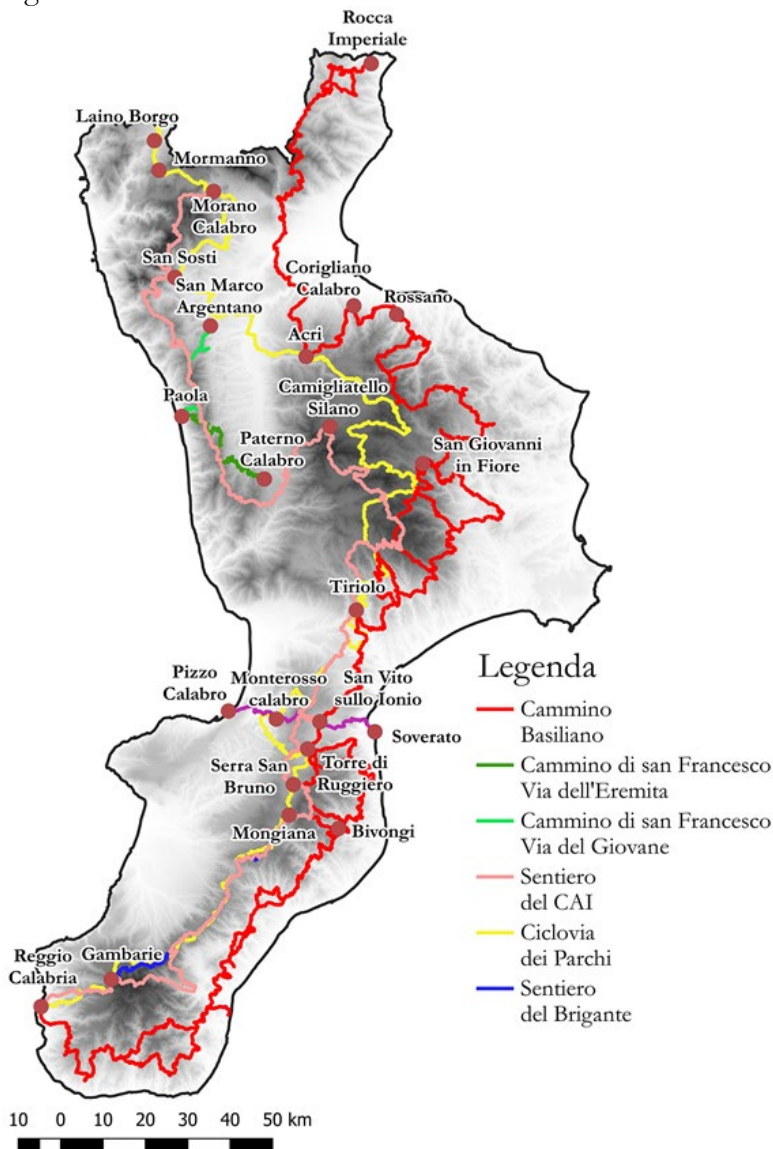 Rocca
Imperiale
Laino Borgo
Mormanno
Morano
Calabro
San Sosti
San Marco
Argentano
Corigliano
Calabro
Rossano
Acri
Camigliatello
Silano
Paola
Paterno
Calabro
San Giovanni
in Fiore
Tiriolo
Pizzo
Calabro
Monterosso
calabro
San Vito
sullo Ionio
Soverato
Serra San
Bruno
Torre di
Ruggiero
Mongiana
Bivongi
Reggio
Calabria
Gambarie
Legenda
Cammino
Basiliano
Cammino di san Francesco
Via dell'Eremita
Cammino di san Francesco
Via del Giovane
Sentiero
del CAI
Ciclovia
dei Parchi
Sentiero
del Brigante
10 0 10 20 30 40 50 km